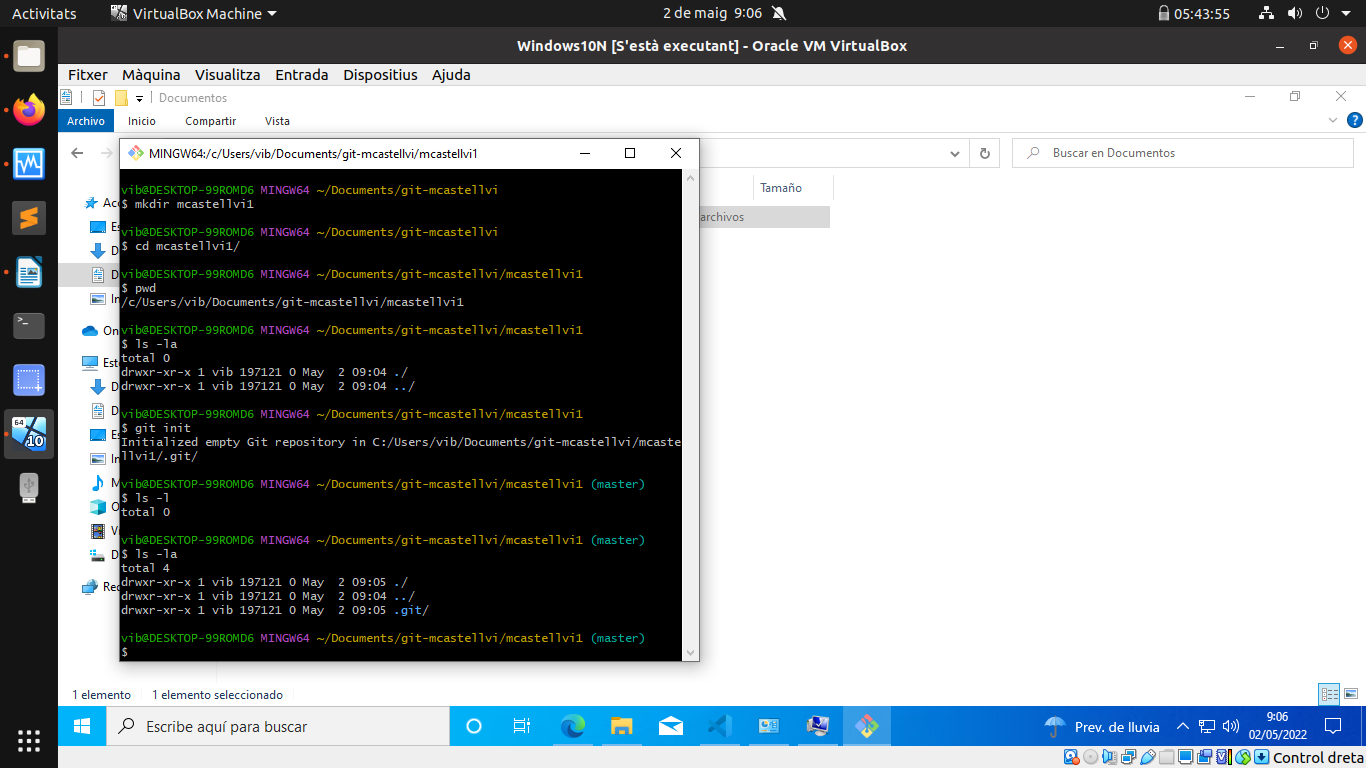 Activitats
VirtualBox Machine
2 de maig 9:06
05:43:55
Windows10N [S'està executant] - Oracle VM VirtualBox
Fitxer Màquina Visualitza Entrada Dispositius Ajuda
Documentos
Archivo Inicio Compartir Vista
MINGW64:/c/Users/vib/Documents/git-mcastellvi/mcastellvi1
Buscar en Documentos
Tamaño
archivos
vib@DESKTOP-99ROMD6 MINGW64 ~/Documents/git-mcastellvi
$ mkdir mcastellvi1
vib@DESKTOP-99ROMD6 MINGW64 ~/Documents/git-mcastellvi
$ cd mcastellvi1/
vib@DESKTOP-99ROMD6 MINGW64 ~/Documents/git-mcastellvi/mcastellvi1
$ pwd
/c/Users/vib/Documents/git-mcastellvi/mcastellvi1
vib@DESKTOP-99ROMD6 MINGW64 ~/Documents/git-mcastellvi/mcastellvi1
$ ls -la
total 0
drwxr-xr-x 1 vib 197121 0 May  2 09:04 ./
drwxr-xr-x 1 vib 197121 0 May  2 09:04 ../
vib@DESKTOP-99ROMD6 MINGW64 ~/Documents/git-mcastellvi/mcastellvi1
$ git init
Initialized empty Git repository in C:/Users/vib/Documents/git-mcastellvi/mcaste
llvi1/.git/
vib@DESKTOP-99ROMD6 MINGW64 ~/Documents/git-mcastellvi/mcastellvi1 (master)
$ ls -l
total 0
vib@DESKTOP-99ROMD6 MINGW64 ~/Documents/git-mcastellvi/mcastellvi1 (master)
$ ls -la
total 4
drwxr-xr-x 1 vib 197121 0 May  2 09:05 ./
drwxr-xr-x 1 vib 197121 0 May  2 09:04 ../
drwxr-xr-x 1 vib 197121 0 May  2 09:05 .git/
vib@DESKTOP-99ROMD6 MINGW64 ~/Documents/git-mcastellvi/mcastellvi1 (master)
$
1 elemento
1 elemento seleccionado
Escribe aquí para buscar
Prev. de lluvia
9:06
02/05/2022
Control dreta